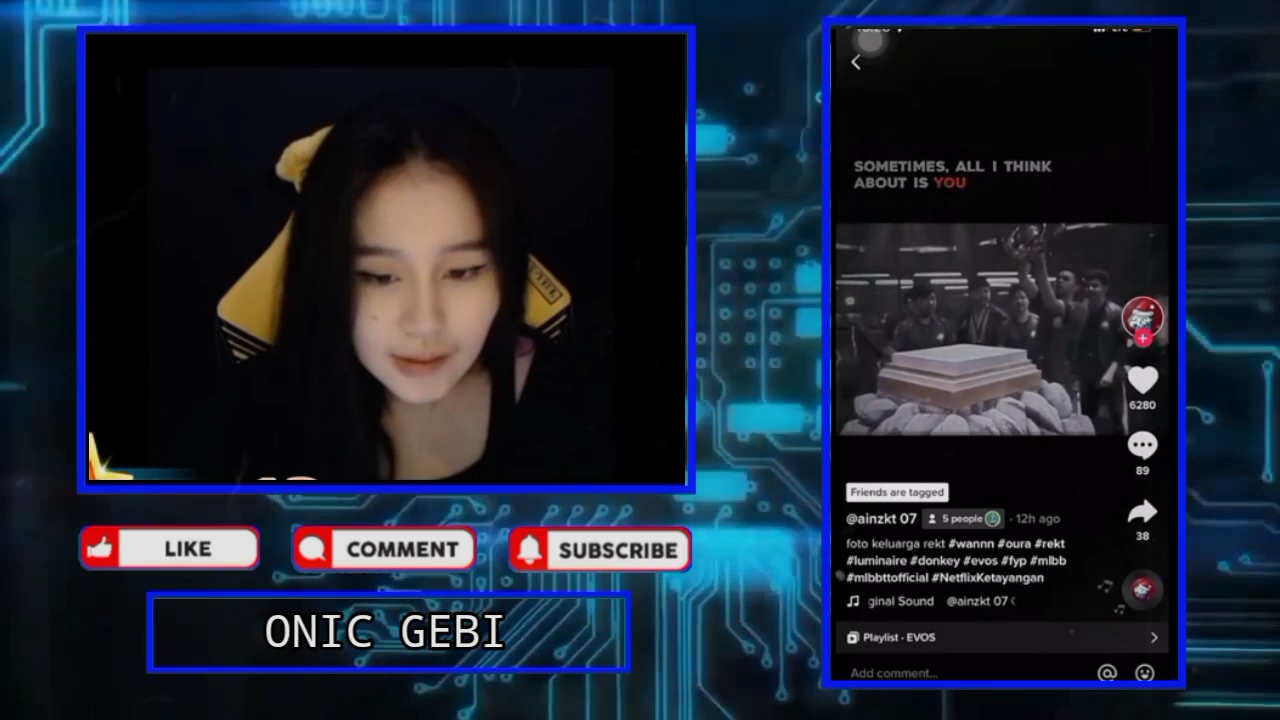 SOMETIMES, ALL I THINK
ABOUT IS YOU
6280
89
Friends are tagged
@ainzkt 07 5 people · 12h ago
38
foto keluarga rekt #wannn #oura #rekt
#luminaire #donkey #evos #fyp #mlbb
#mlbbttofficial #NetflixKetayangan
ginal Sound @ainzkt 07 (
Playlist · EVOS
Add comment...
LIKE
COMMENT
SUBSCRIBE
ONIC GEBI